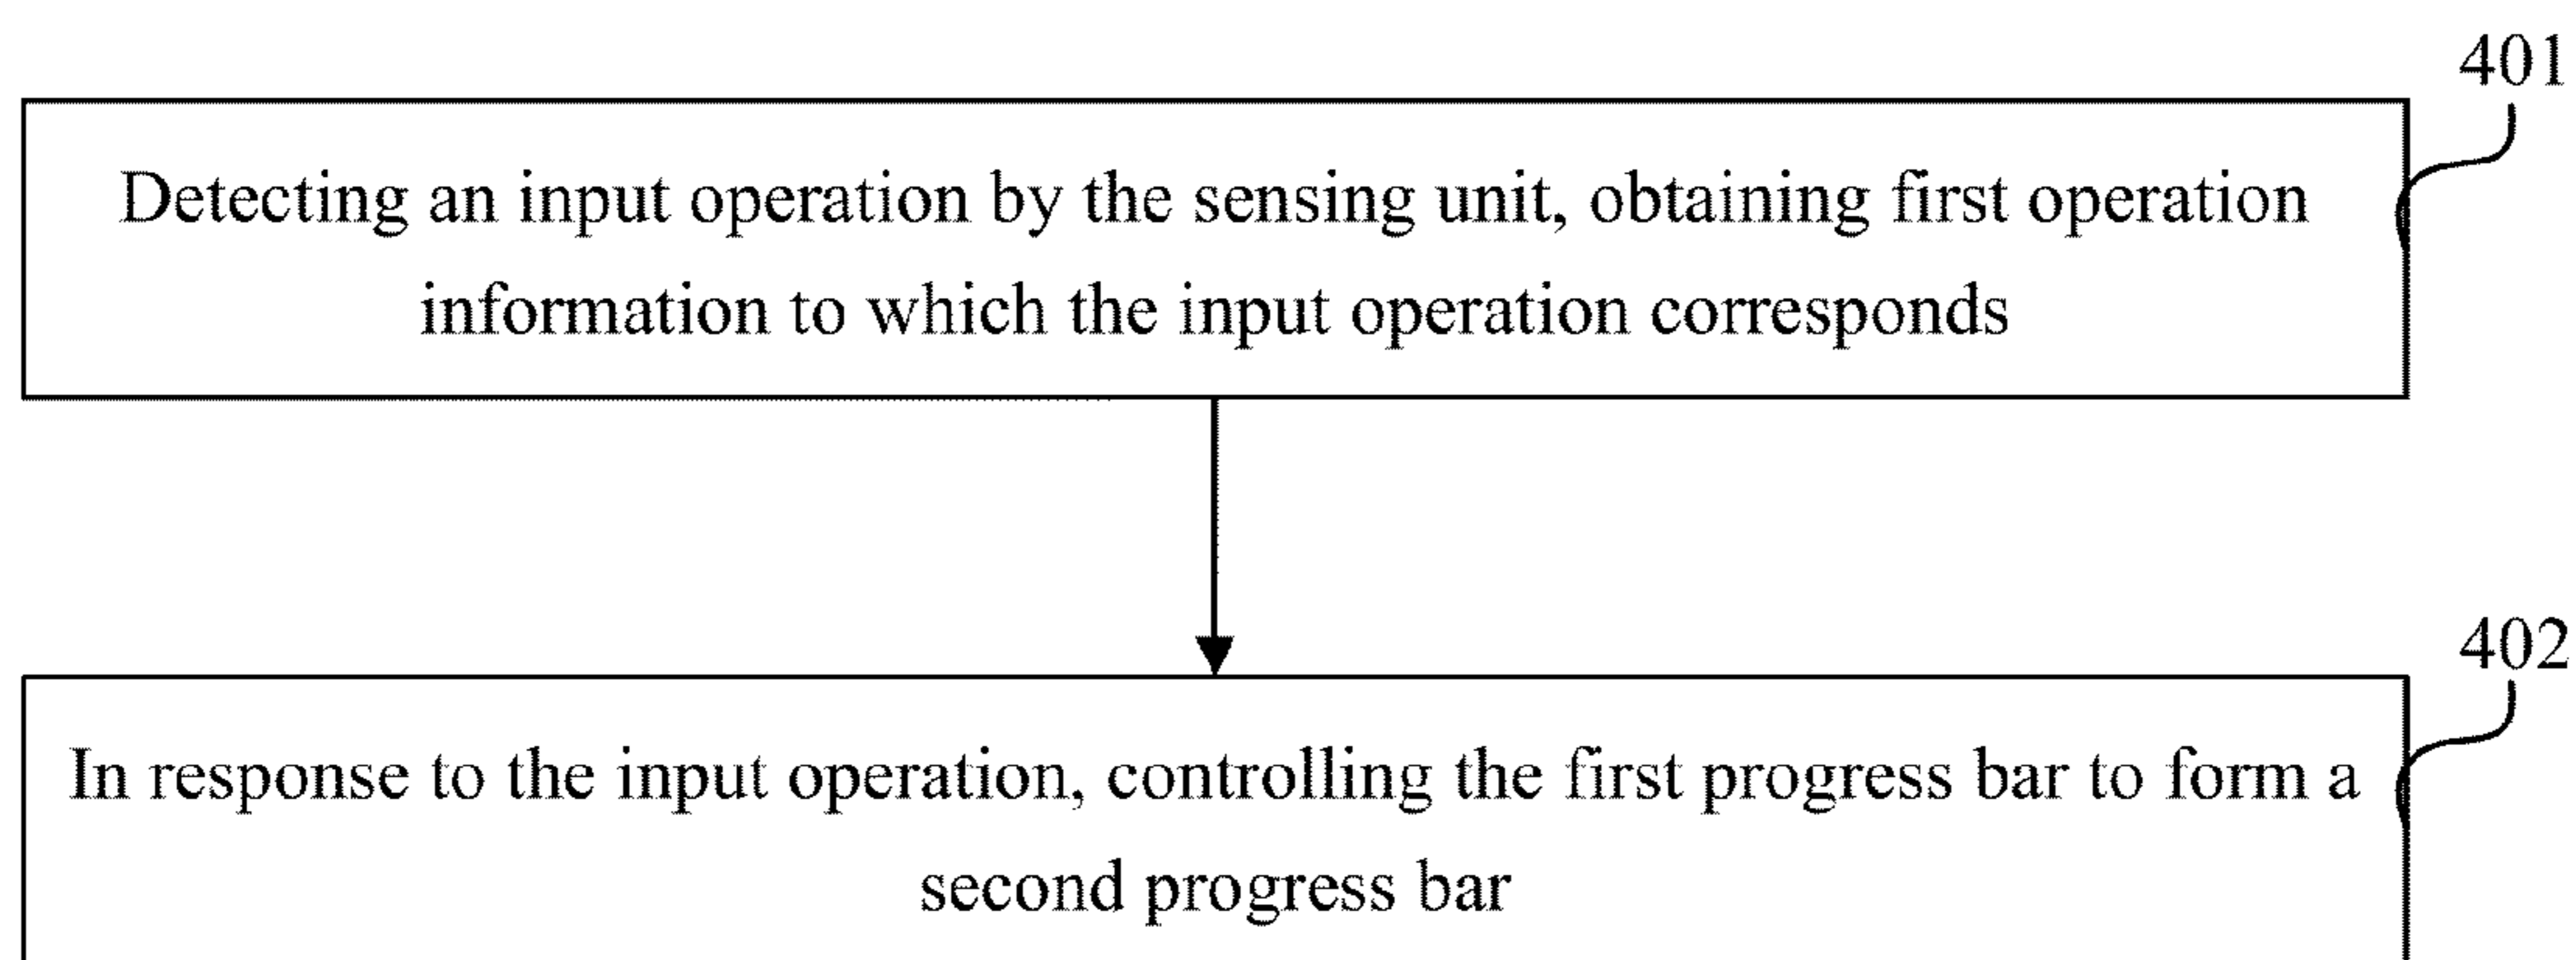 401
Detecting an input operation by the sensing unit, obtaining first operation
information to which the input operation corresponds
402
In response to the input operation, controlling the first progress bar to form a
second progress bar